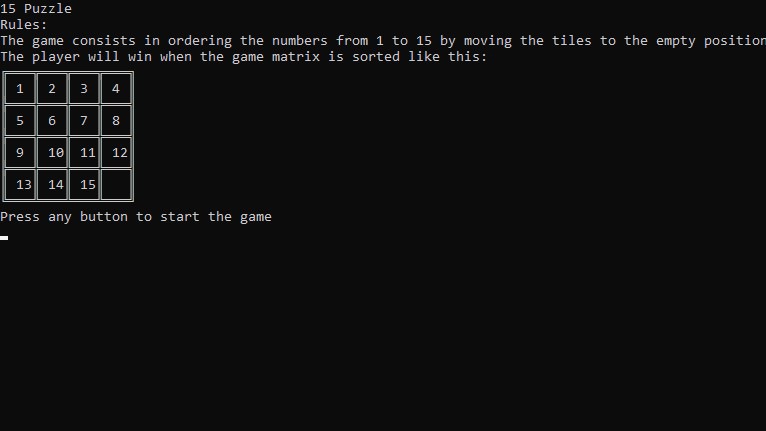 15 Puzzle
Rules:
The game consists in ordering the numbers from 1 to 15 by moving the tiles to the empty position
The player will win when the game matrix is sorted like this:
1 2 3 4
5 6 7 8
9 10 11 12
13 14 15
Press any button to start the game